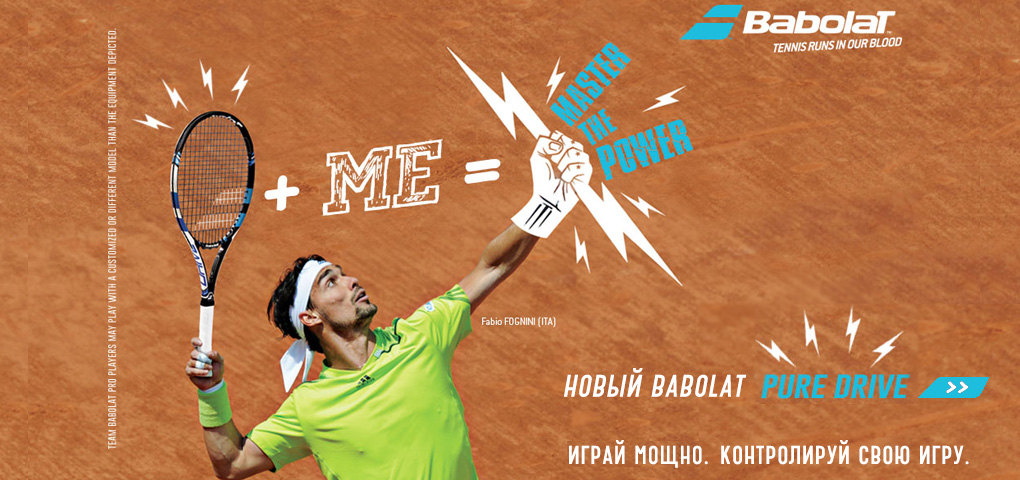 BABOLAT
TENNIS RUNS IN OUR BLOOD
TEAM BABOLAT PRO PLAYERS MAY PLAY WITH A CUSTOMIZED OR DIFFERENT MODEL THAN THE EQUIPMENT DEPICTED
+ ME =
MASTER
THE
POWER
Fabio FOGNINI (ITA)
НОВЫЙ BABOLAT PURE DRIVE >>
ИГРАЙ МОЩНО. КОНТРОЛИРУЙ СВОЮ ИГРУ.